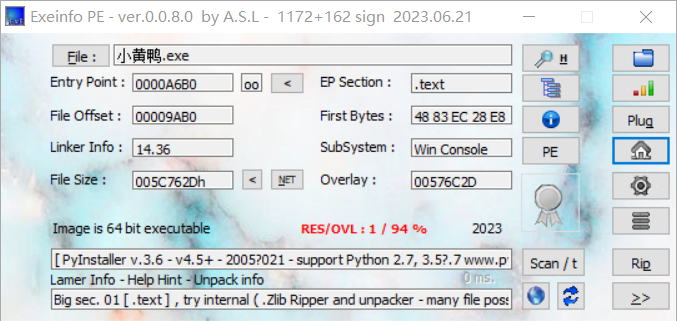 Exeinfo PE - ver.0.0.8.0 by A.S.L - 1172+162 sign 2023.06.21
File : 小黄鸭.exe H
Entry Point : 0000A6B0 oo < EP Section : .text
File Offset : 00009AB0 First Bytes : 48 83 EC 28 E8 Plug
Linker Info : 14.36 SubSystem : Win Console PE
File Size : 005C762Dh < NET Overlay : 00576C2D
Image is 64 bit executable RES/OVL : 1 / 94 % 2023
[ PyInstaller v.3.6 - v4.5+ - 2005?021 - support Python 2.7, 3.5?.7 www.py Scan / t Rip
Lamer Info - Help Hint - Unpack info 0 ms.
Big sec. 01 [ .text ] , try internal ( .Zlib Ripper and unpacker - many file poss >>